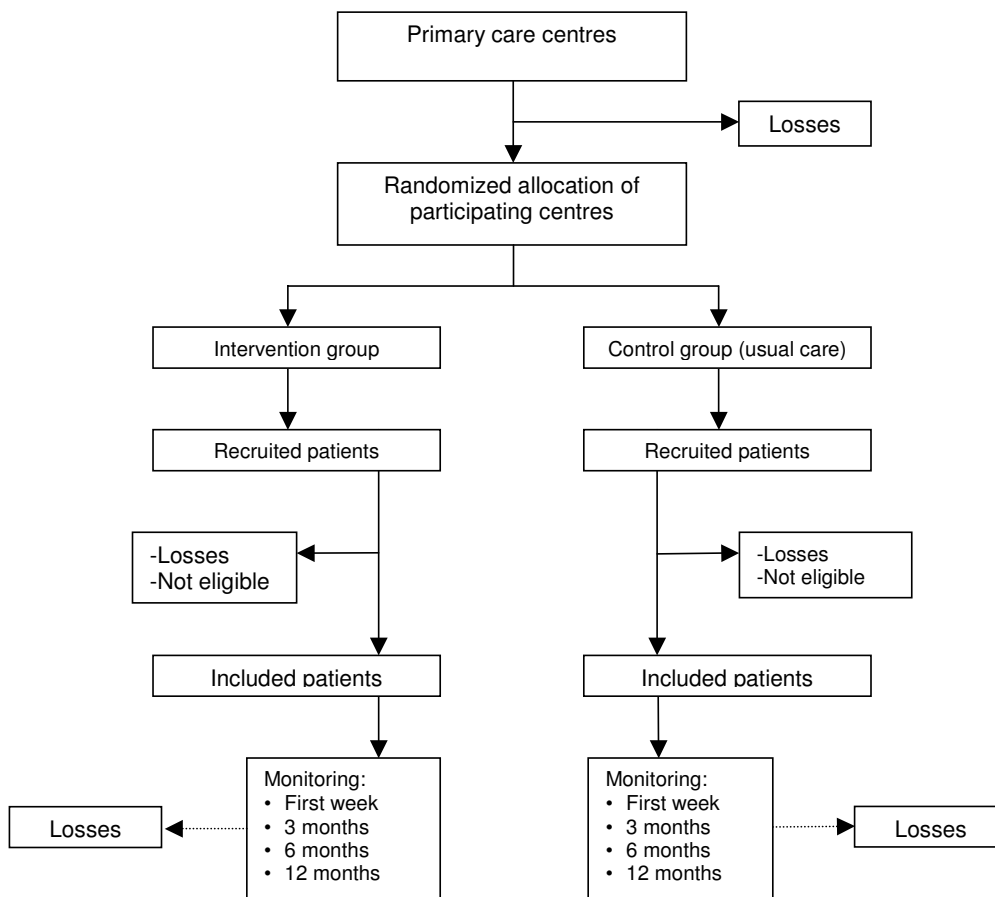 Primary care centres
Losses
Randomized allocation of
participating centres
Intervention group
Control group (usual care)
Recruited patients
Recruited patients
-Losses
-Not eligible
-Losses
-Not eligible
Included patients
Included patients
Monitoring:
• First week
• 3 months
• 6 months
• 12 months
Monitoring:
• First week
• 3 months
• 6 months
• 12 months
Losses
Losses